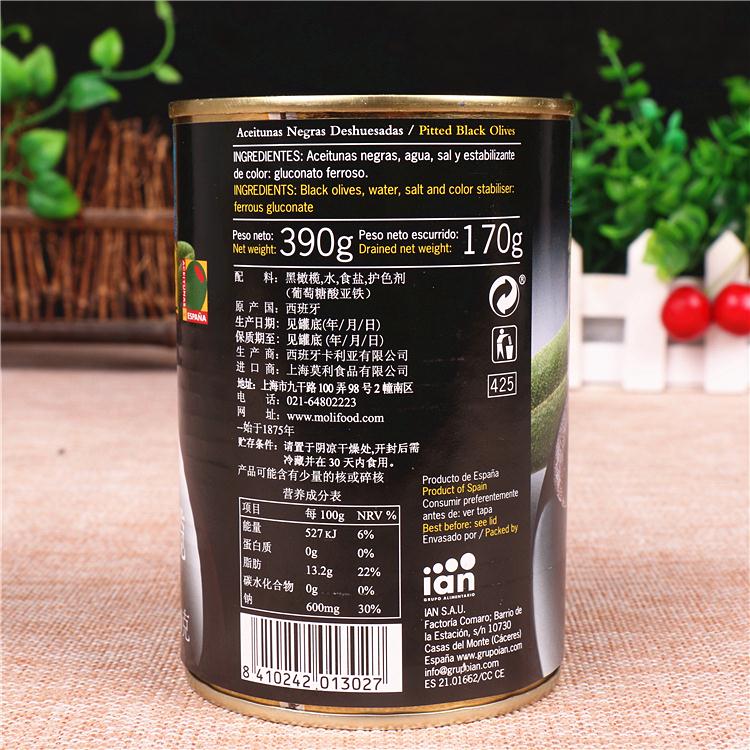 Aceitunas Negras Deshuesadas / Pitted Black Olives
INGREDIENTES: Aceitunas negras, agua, sal y estabilizante
de color: gluconato ferroso.
INGREDIENTS: Black olives, water, salt and color stabiliser:
ferrous gluconate
Peso neto: 390g Peso neto escurrido: 170g
Net weight: Drained net weight:
配 料: 黑橄榄,水,食盐,护色剂
(葡萄糖酸亚铁)
原 产 国: 西班牙
生产日期: 见罐底(年/月/日)
保质期至: 见罐底(年/月/日)
生 产 商: 西班牙卡利亚有限公司
进 口 商: 上海莫利食品有限公司
地址: 上海市九干路100弄98号2幢南区
电 话: 021-64802223
网 址: www.molifood.com
--始于1875年
贮存条件: 请置于阴凉干燥处,开封后需
冷藏并在30天内食用。
产品可能含有少量的核或碎核
营养成分表
项目 每100g NRV %
能量 527KJ 6%
蛋白质 0g 0%
脂肪 13.2g 22%
碳水化合物 0g 0%
钠 600mg 30%
8 410242 013027
ESPAÑA
®
425
Producto de España
Product of Spain
Consumir preferentemente
antes de: ver tapa
Best before: see lid
Envasado por / Packed by
ian
GRUPO ALIMENTARIO
IAN S.A.U.
Factoría Comaro; Barrio de
la Estación, s/n 10730
Casas del Monte (Cáceres)
España www.grupoian.com
info@grupoian.com
ES 21.01662/CC CE
克